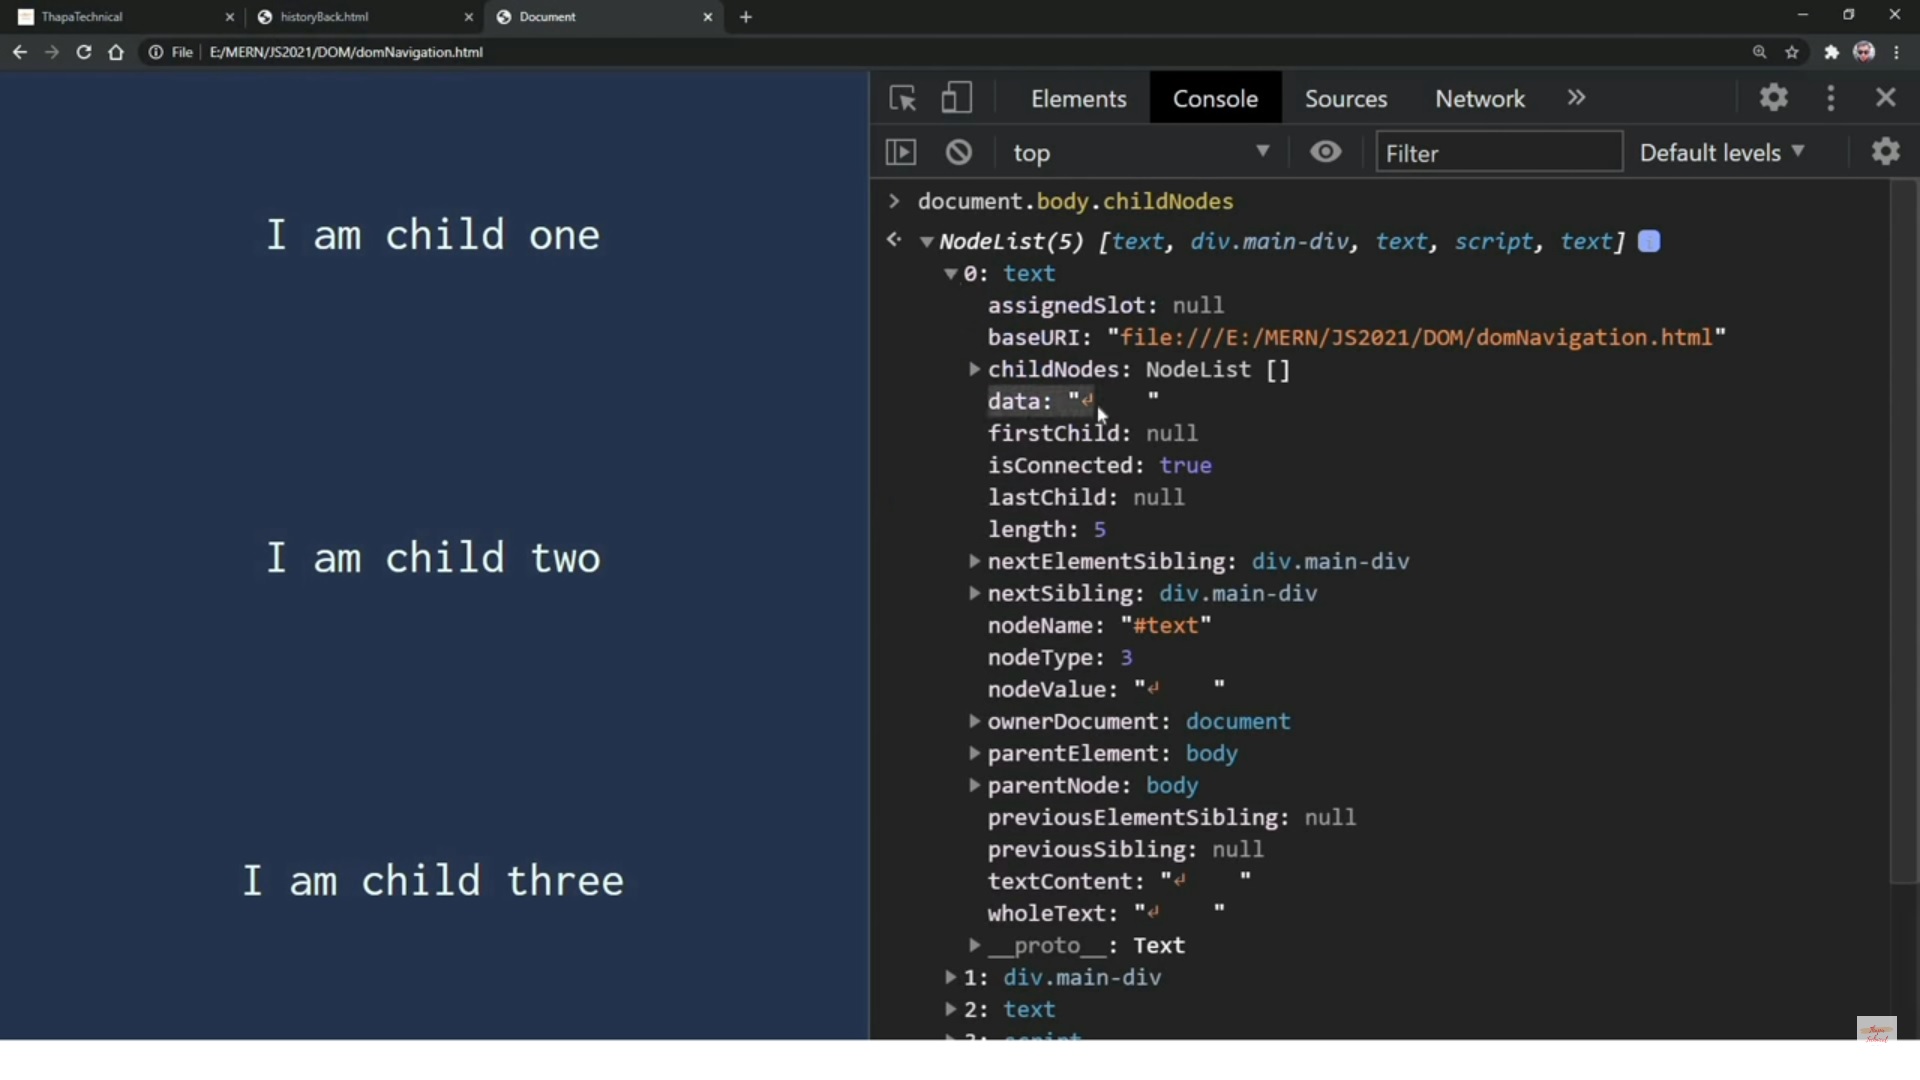 ThapaTechnical
historyBack.html
Document
File
E:/MERN/JS2021/DOM/domNavigation.html
I am child one
I am child two
I am child three
Elements Console Sources Network
top
Filter
Default levels
document.body.childNodes
NodeList(5) [text, div.main-div, text, script, text]
0: text
assignedSlot: null
baseURI: "file:///E:/MERN/JS2021/DOM/domNavigation.html"
childNodes: NodeList []
data: "↵    "
firstChild: null
isConnected: true
lastChild: null
length: 5
nextElementSibling: div.main-div
nextSibling: div.main-div
nodeName: "#text"
nodeType: 3
nodeValue: "↵    "
ownerDocument: document
parentElement: body
parentNode: body
previousElementSibling: null
previousSibling: null
textContent: "↵    "
wholeText: "↵    "
__proto__: Text
1: div.main-div
2: text
3: script